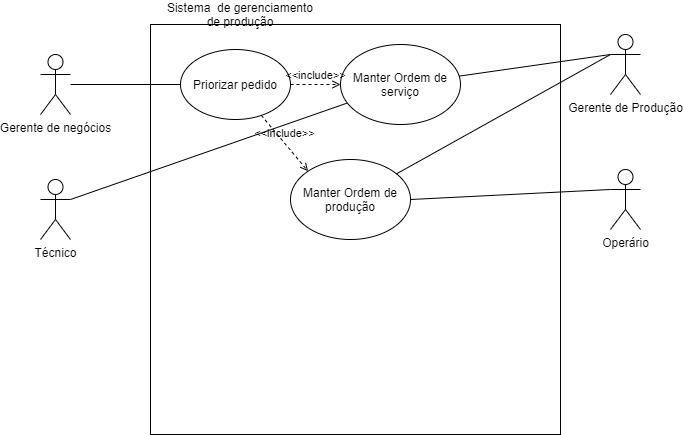 Sistema de gerenciamento
de produção
Priorizar pedido
<<include>>
Manter Ordem de
serviço
Gerente de negócios
Gerente de Produção
<<include>>
Manter Ordem de
produção
Técnico
Operário